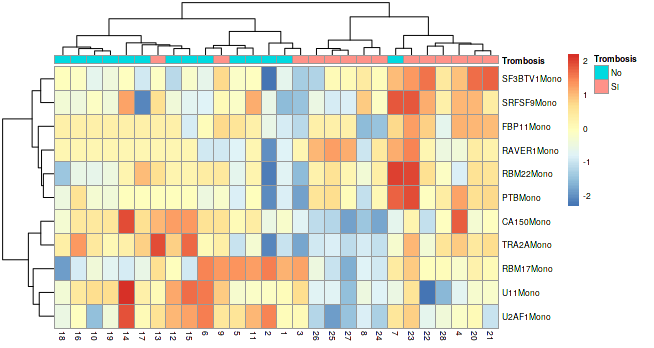 Trombosis
SF3BTV1Mono
SRFSF9Mono
FBP11Mono
RAVER1Mono
RBM22Mono
PTBMono
CA150Mono
TRA2AMono
RBM17Mono
U11Mono
U2AF1Mono
18 16 10 19 14 17 13 12 15 6 9 5 11 2 1 3 26 25 27 8 24 7 23 22 28 4 20 21
2
1
0
-1
-2
Trombosis
No
SI